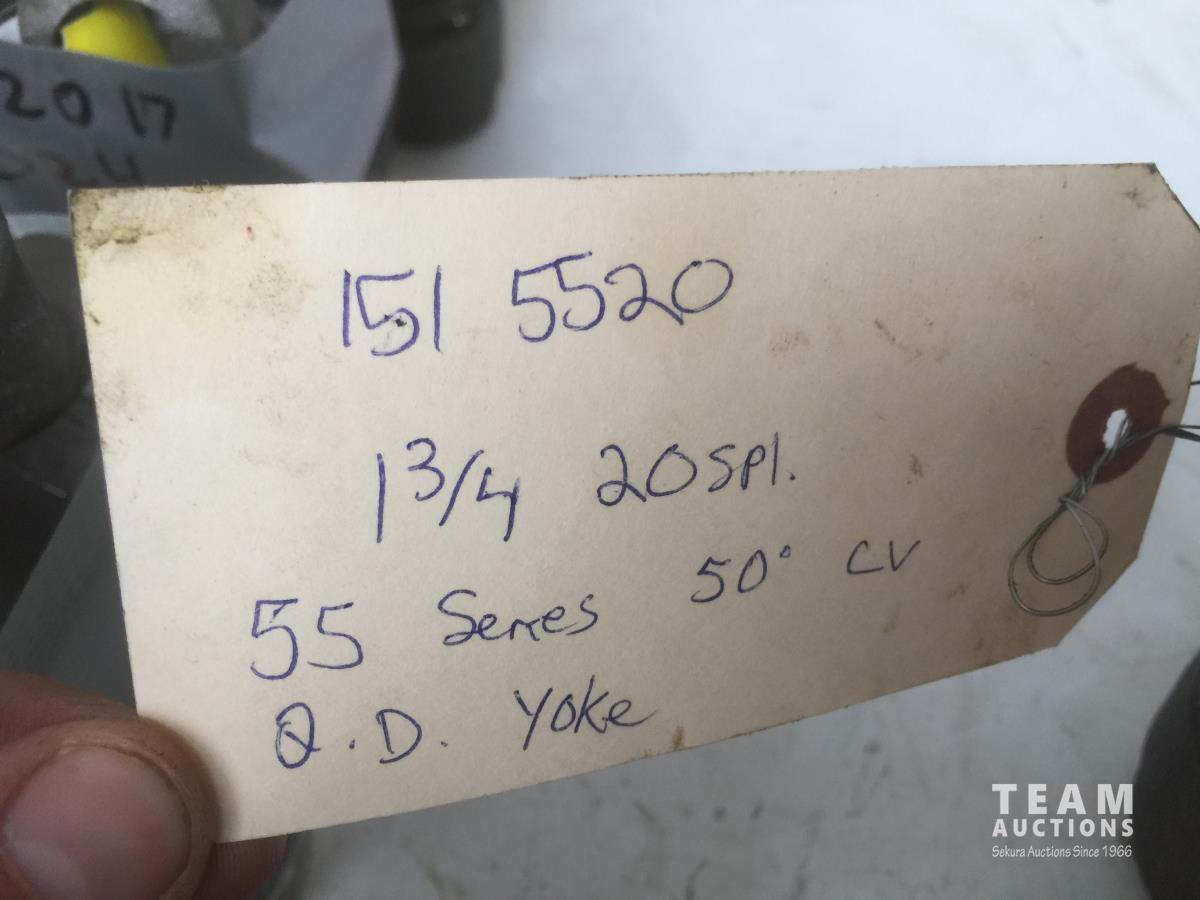 2017
024
151 5520
1 3/4 20 spl.
55 Series 50° CV
Q.D. Yoke
TEAM
AUCTIONS
Sekura Auctions Since 1966